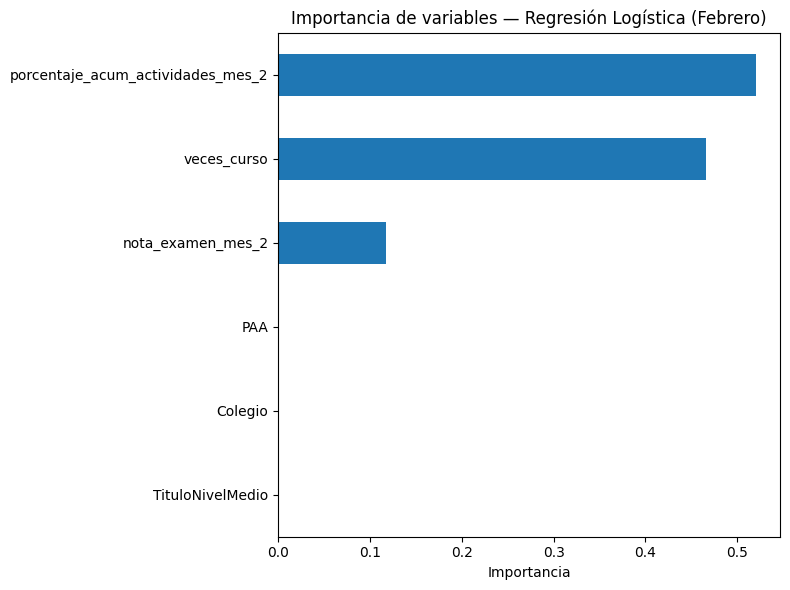 Importancia de variables — Regresión Logística (Febrero)
porcentaje_acum_actividades_mes_2
veces_curso
nota_examen_mes_2
PAA
Colegio
TituloNivelMedio
0.0 0.1 0.2 0.3 0.4 0.5
Importancia